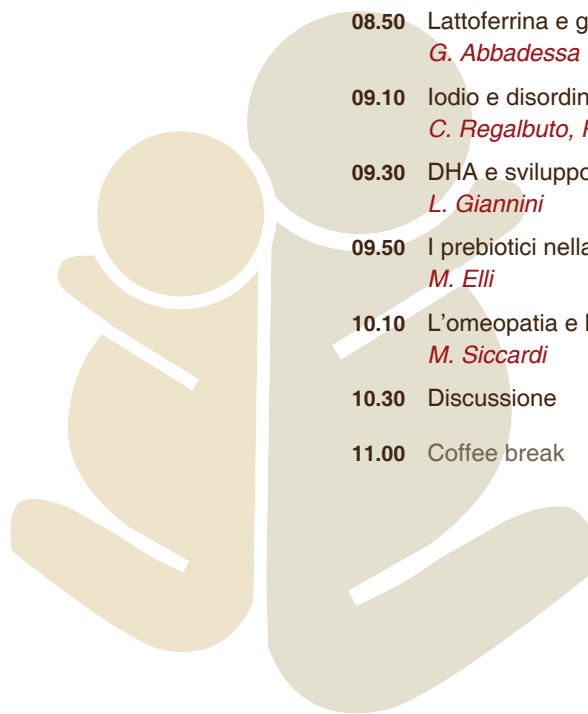 08.50 Lattoferrina e g
G. Abbadessa
09.10 Iodio e disordin
C. Regalbuto,
09.30 DHA e sviluppo
L. Giannini
09.50 I prebiotici nella
M. Elli
10.10 L’omeopatia e
M. Siccardi
10.30 Discussione
11.00 Coffee break